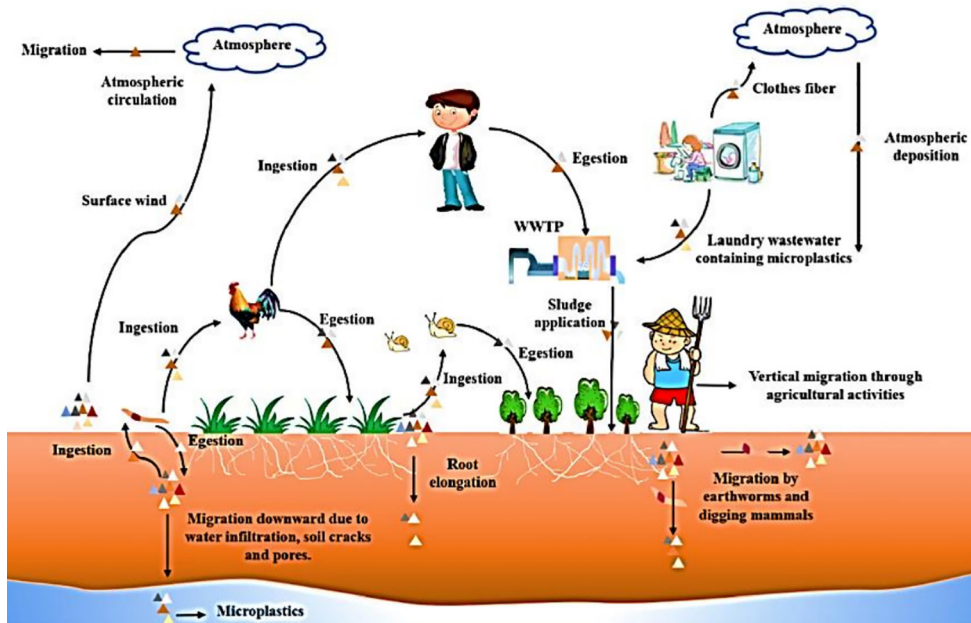 Atmosphere
Migration
Atmospheric
circulation
Atmosphere
Clothes fiber
Atmospheric
deposition
Ingestion
Egestion
Surface wind
WWTP
Laundry wastewater
containing microplastics
Sludge
application
Ingestion
Egestion
Egestion
Ingestion
Vertical migration through
agricultural activities
Ingestion
Egestion
Root
elongation
Migration by
earthworms and
digging mammals
Migration downward due to
water infiltration, soil cracks
and pores.
Microplastics